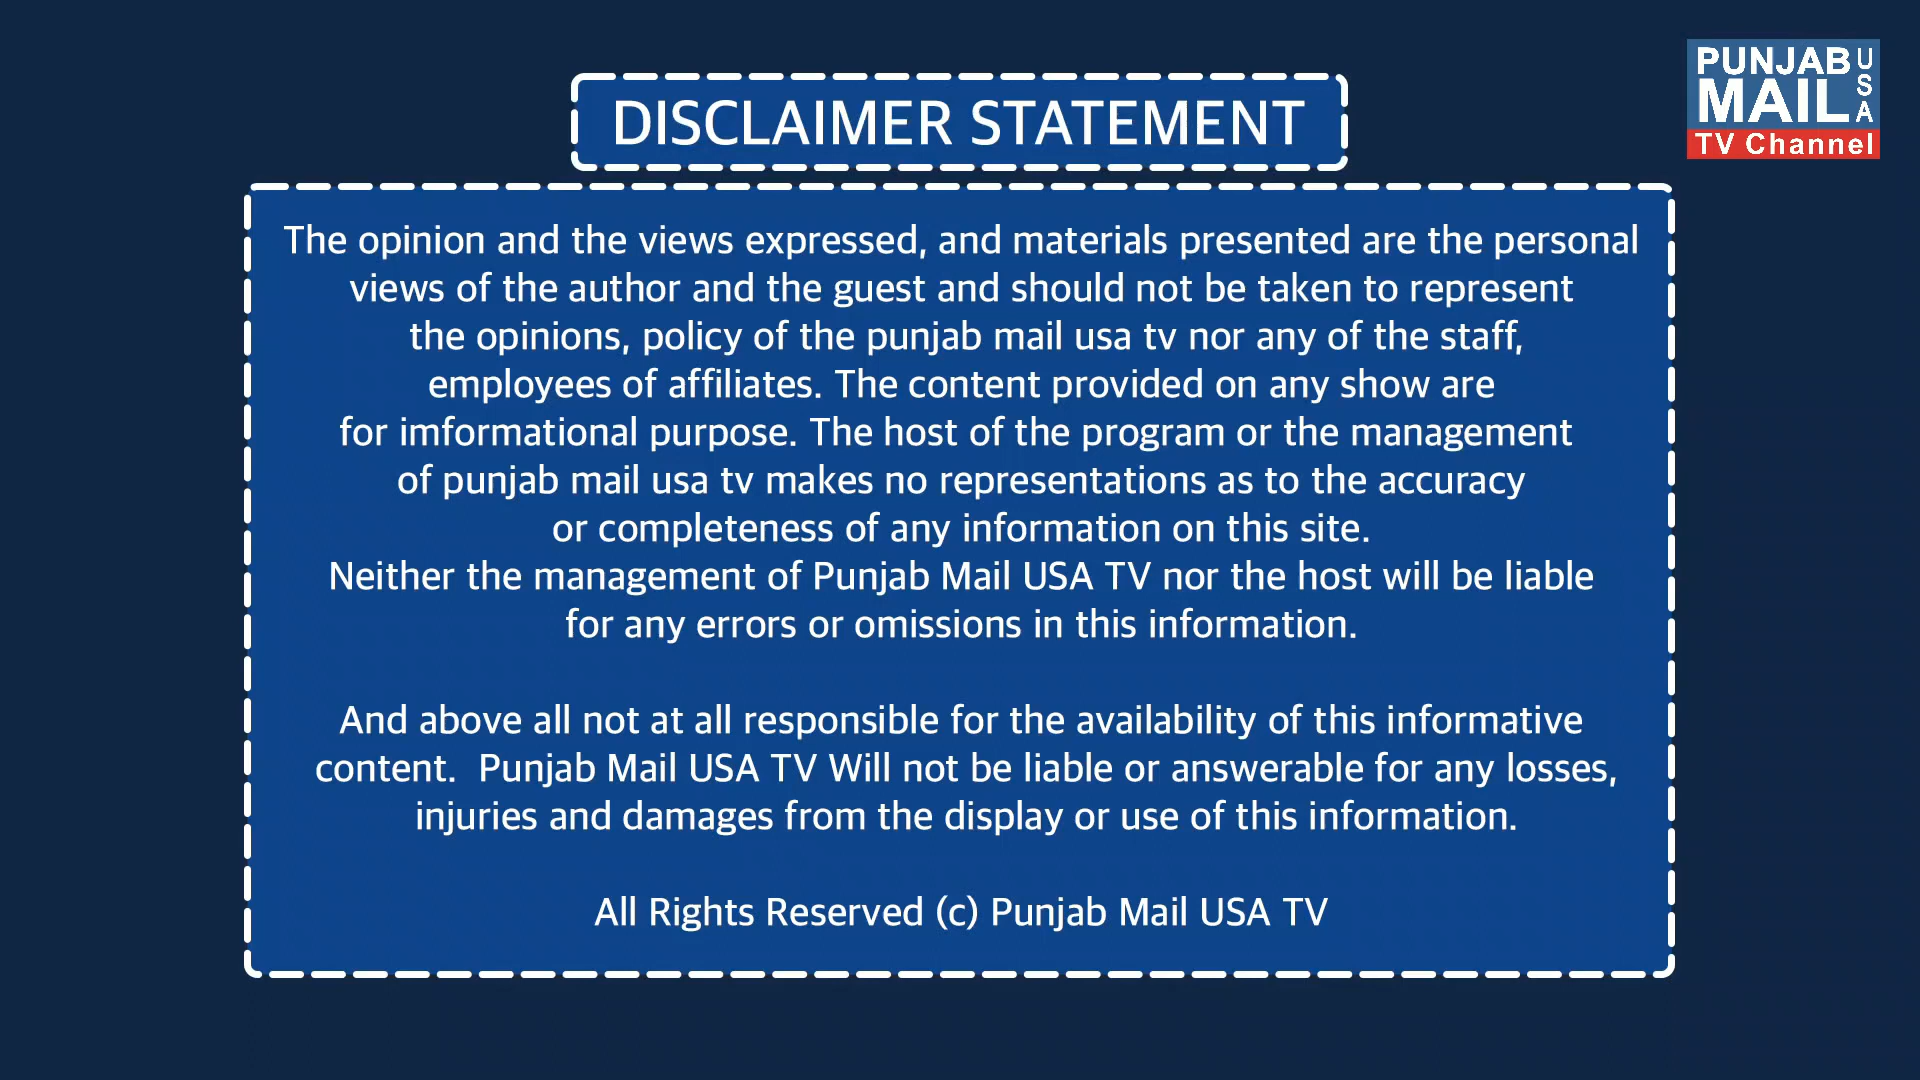 PUNJAB USA
MAIL
TV Channel
DISCLAIMER STATEMENT
The opinion and the views expressed, and materials presented are the personal
views of the author and the guest and should not be taken to represent
the opinions, policy of the punjab mail usa tv nor any of the staff,
employees of affiliates. The content provided on any show are
for imformational purpose. The host of the program or the management
of punjab mail usa tv makes no representations as to the accuracy
or completeness of any information on this site.
Neither the management of Punjab Mail USA TV nor the host will be liable
for any errors or omissions in this information.
And above all not at all responsible for the availability of this informative
content.  Punjab Mail USA TV Will not be liable or answerable for any losses,
injuries and damages from the display or use of this information.
All Rights Reserved (c) Punjab Mail USA TV